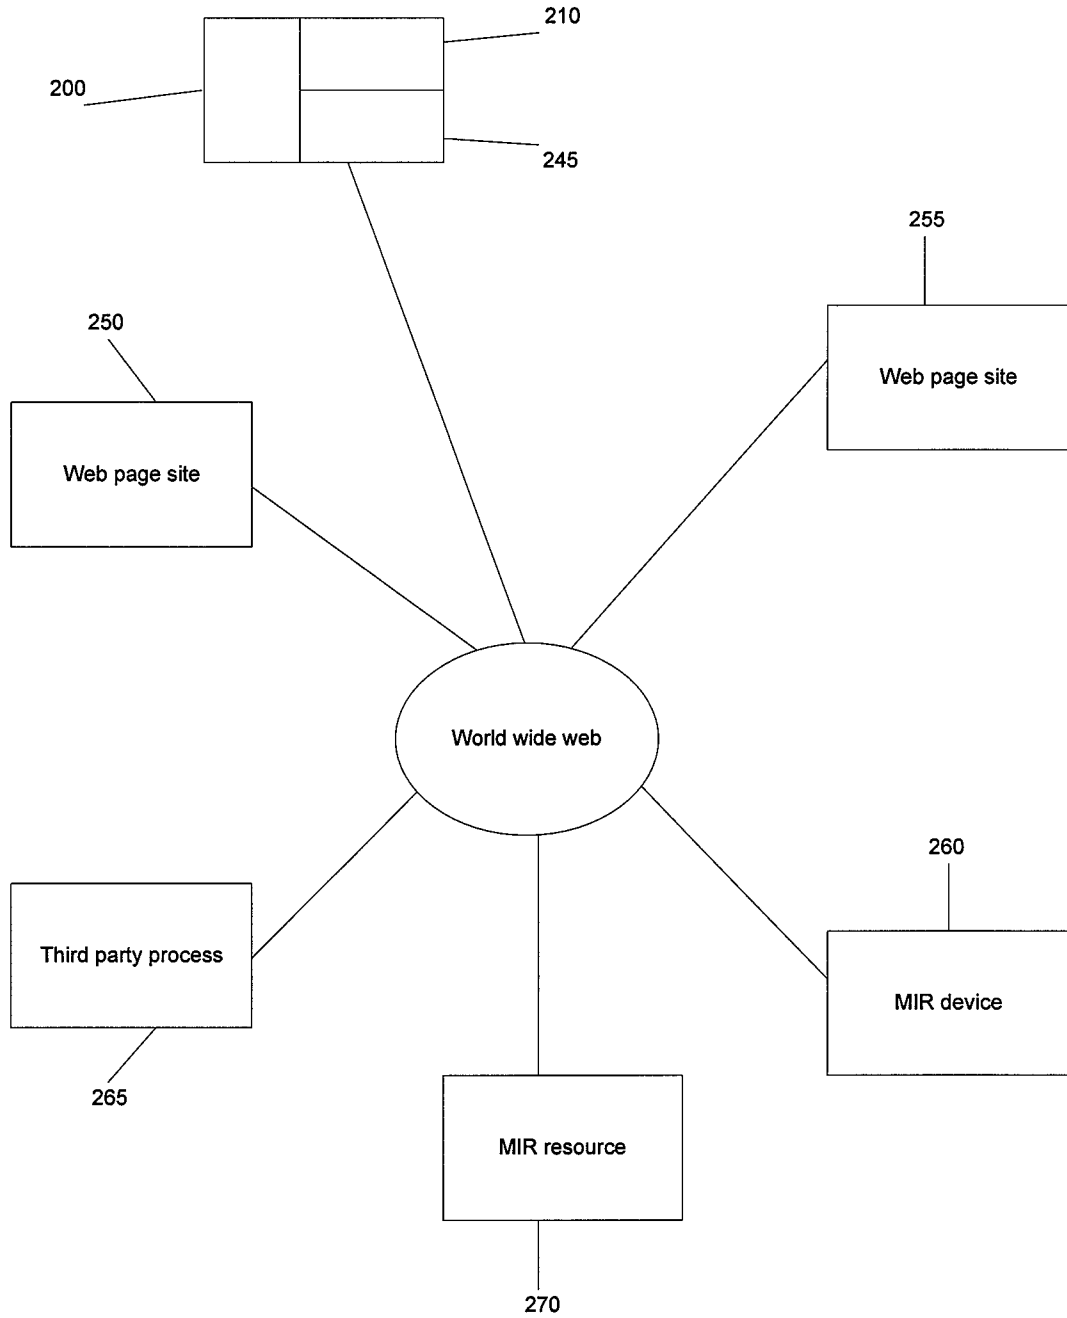 210
200
245
255
250
Web page site
Web page site
World wide web
260
Third party process
MIR device
265
MIR resource
270